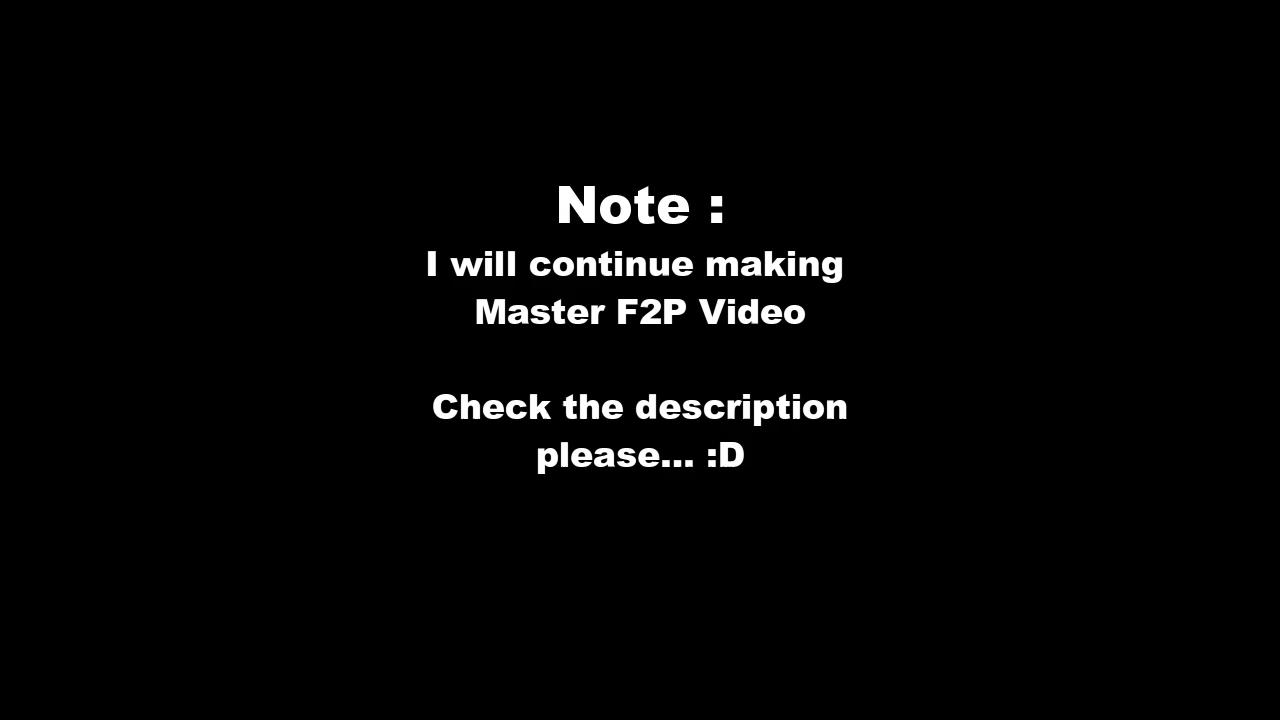 Note :
I will continue making
Master F2P Video
Check the description
please... :D